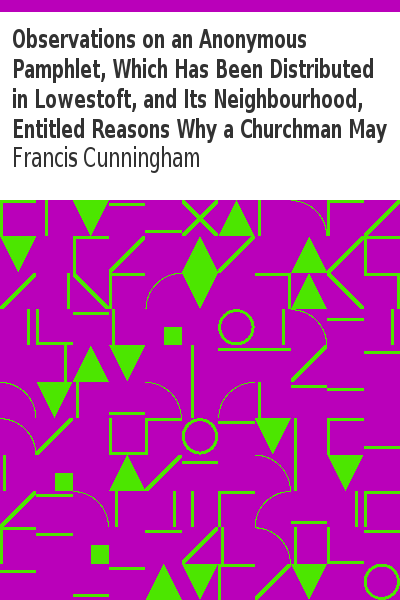 Observations on an Anonymous
Pamphlet, Which Has Been Distributed
in Lowestoft, and Its Neighbourhood,
Entitled Reasons Why a Churchman May
Francis Cunningham